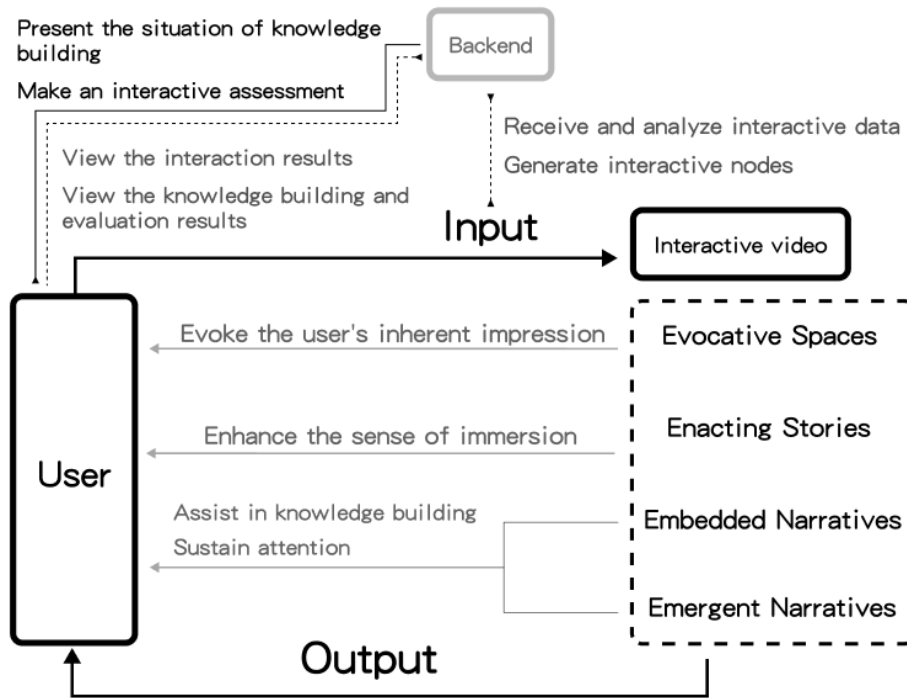 Present the situation of knowledge
building
Make an interactive assessment
Backend
Receive and analyze interactive data
Generate interactive nodes
View the interaction results
View the knowledge building and
evaluation results
Input
Interactive video
User
Evoke the user's inherent impression
Evocative Spaces
Enhance the sense of immersion
Enacting Stories
Assist in knowledge building
Sustain attention
Embedded Narratives
Emergent Narratives
Output